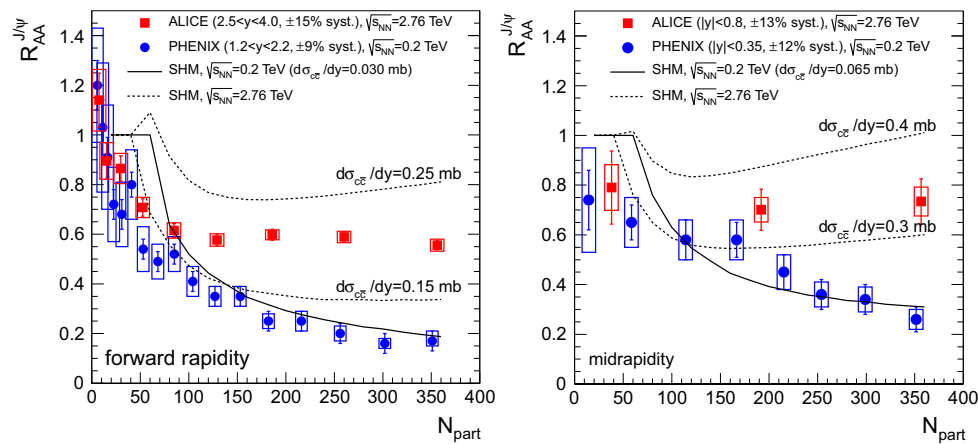 R_AA^J/ψ
1.4
1.2
1
0.8
0.6
0.4
0.2
0
ALICE (2.5<y<4.0, ±15% syst.), √s_NN=2.76 TeV
PHENIX (1.2<y<2.2, ±9% syst.), √s_NN=0.2 TeV
SHM, √s_NN=0.2 TeV (dσ_cc̅/dy=0.030 mb)
SHM, √s_NN=2.76 TeV
dσ_cc̅/dy=0.25 mb
dσ_cc̅/dy=0.15 mb
forward rapidity
0 50 100 150 200 250 300 350 400
N_part
R_AA^J/ψ
1.4
1.2
1
0.8
0.6
0.4
0.2
0
ALICE (|y|<0.8, ±13% syst.), √s_NN=2.76 TeV
PHENIX (|y|<0.35, ±12% syst.), √s_NN=0.2 TeV
SHM, √s_NN=0.2 TeV (dσ_cc̅/dy=0.065 mb)
SHM, √s_NN=2.76 TeV
dσ_cc̅/dy=0.4 mb
dσ_cc̅/dy=0.3 mb
midrapidity
0 50 100 150 200 250 300 350 400
N_part